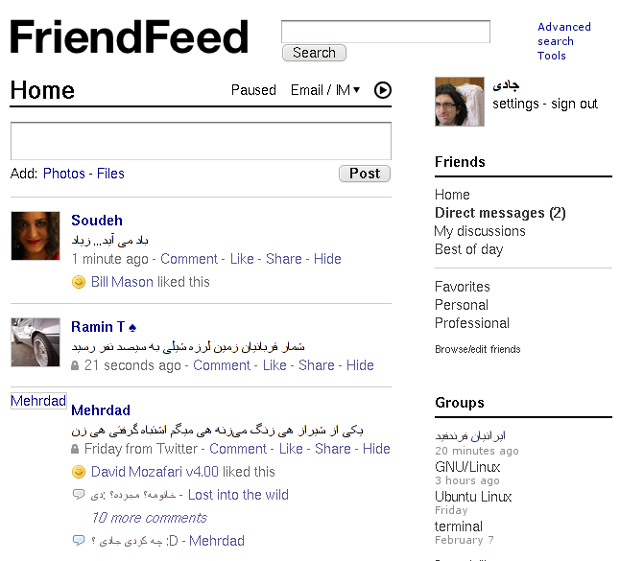 FriendFeed
Search
Advanced search
Tools
Home
Paused Email / IM
جادی
settings - sign out
Add: Photos - Files
Post
Soudeh
باد می آید... زیاد
1 minute ago - Comment - Like - Share - Hide
Bill Mason liked this
Ramin T ♠
شمار قربانیان زمین لرزه شیلی به سیصد نفر رسید
21 seconds ago - Comment - Like - Share - Hide
Mehrdad
Mehrdad
یکی از شیراز هی زنگ می‌زنه هی میگم اشتباه گرفتی هی زن
Friday from Twitter - Comment - Like - Share - Hide
David Mozafari v4.00 liked this
خانومه؟ میرده؟ :دی - Lost into the wild
10 more comments
چه کردی جادی ؟ :D - Mehrdad
Friends
Home
Direct messages (2)
My discussions
Best of day
Favorites
Personal
Professional
Browse/edit friends
Groups
ایرانیان فرندفید
20 minutes ago
GNU/Linux
3 hours ago
Ubuntu Linux
Friday
terminal
February 7